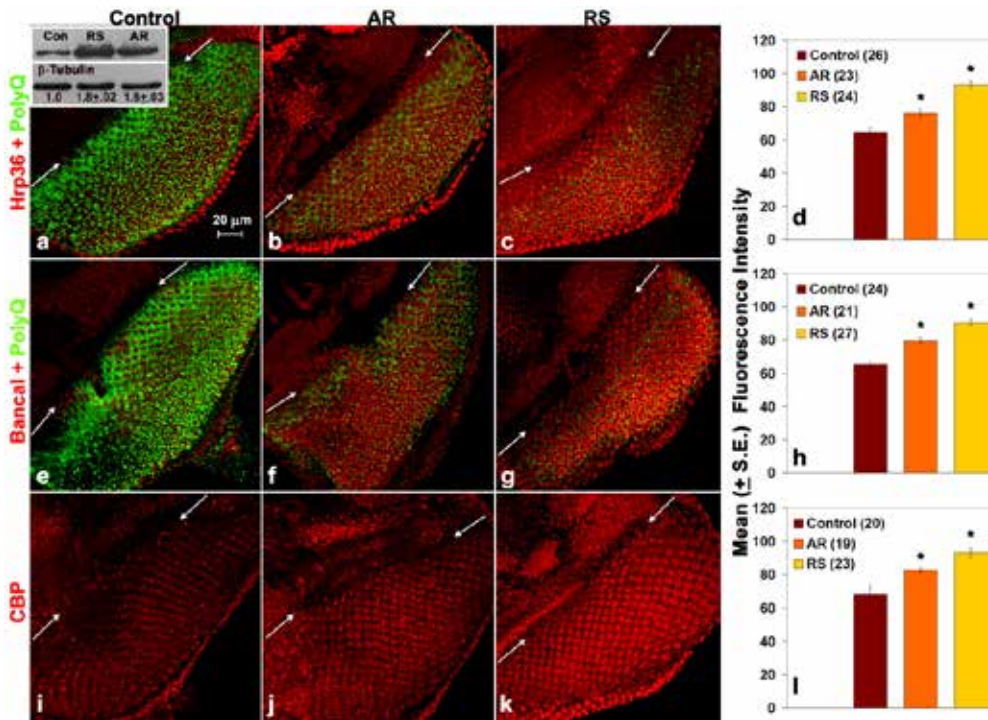 Control
AR
RS
Con RS AR
β-Tubulin
1.0 1.8±.02 1.6±.03
Hrp36 + PolyQ
20 µm
a
b
c
120
100
80
60
40
20
0
Control (26)
AR (23)
RS (24)
*
*
d
Bancal + PolyQ
e
f
g
120
100
80
60
40
20
0
Control (24)
AR (21)
RS (27)
*
*
h
CBP
i
j
k
120
100
80
60
40
20
0
Control (20)
AR (19)
RS (23)
*
*
l
Mean (± S.E.) Fluorescence Intensity